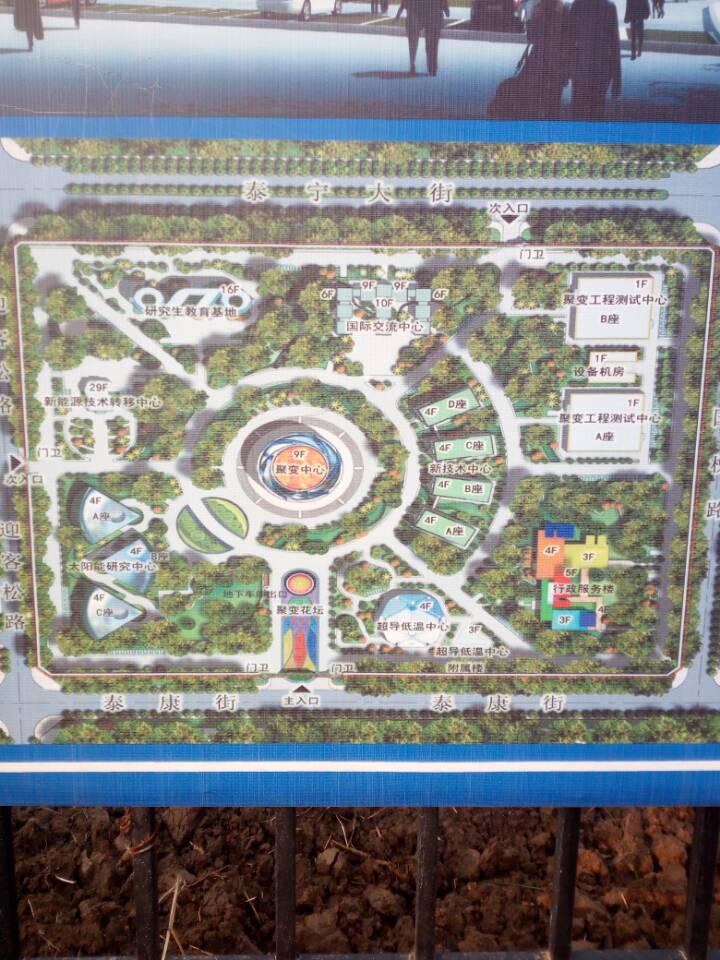 泰宁大街
次入口
门卫
16F
研究生教育基地
6F
9F
9F
6F
10F
国际交流中心
1F
聚变工程测试中心
B座
1F
设备机房
1F
聚变工程测试中心
A座
29F
新能源技术转移中心
门卫
次入口
迎客松路
9F
聚变中心
4F
D座
4F
C座
新技术中心
4F
B座
4F
A座
4F
A座
4F
B座
太阳能研究中心
4F
C座
地下车库出口
聚变花坛
4F
超导低温中心
3F
超导低温中心
附属楼
4F
3F
5F
行政服务楼
4
3F
门卫
门卫
主入口
泰康街
泰康街